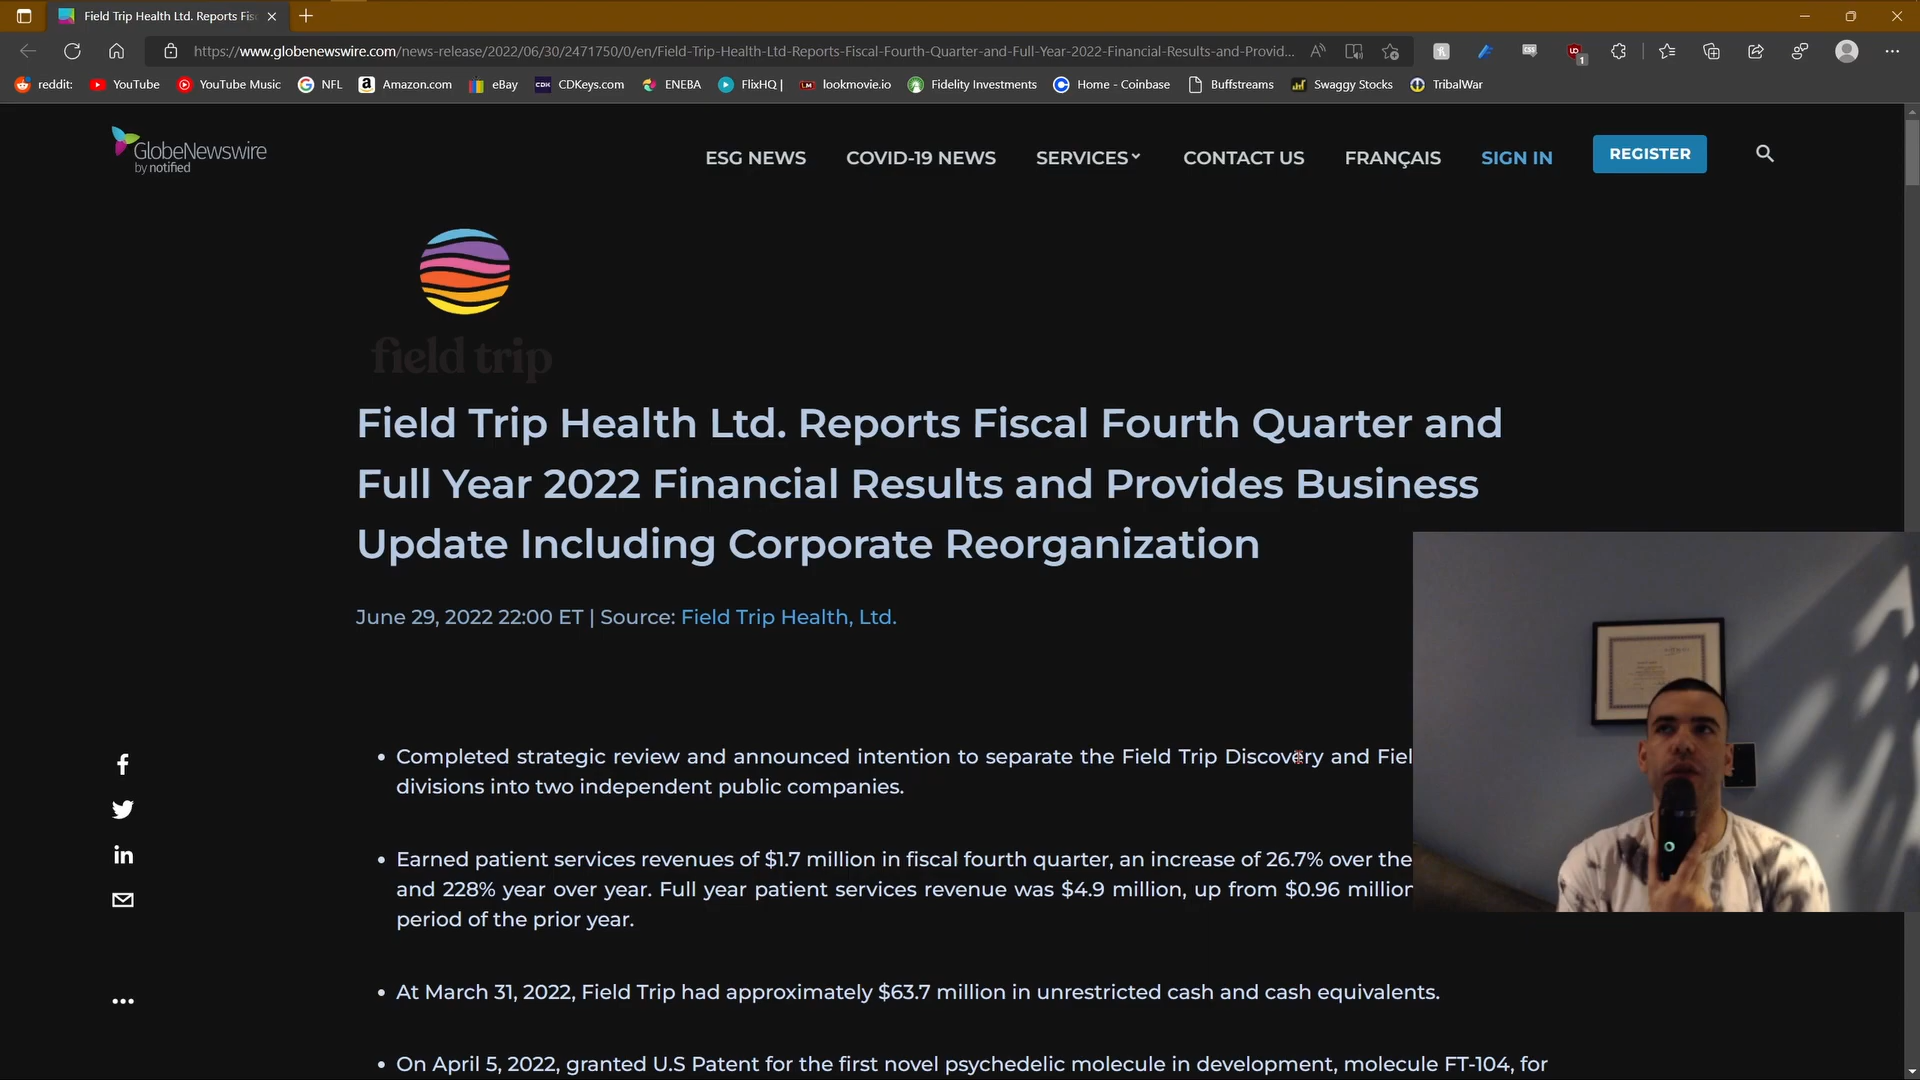 Field Trip Health Ltd. Reports Fis
https://www.globenewswire.com/news-release/2022/06/30/2471750/0/en/Field-Trip-Health-Ltd-Reports-Fiscal-Fourth-Quarter-and-Full-Year-2022-Financial-Results-and-Provid...
reddit: YouTube YouTube Music NFL Amazon.com eBay CDKeys.com ENEBA FlixHQ | lookmovie.io Fidelity Investments Home - Coinbase Buffstreams Swaggy Stocks TribalWar
GlobeNewswire
by notified
ESG NEWS COVID-19 NEWS SERVICES CONTACT US FRANÇAIS SIGN IN REGISTER
field trip
Field Trip Health Ltd. Reports Fiscal Fourth Quarter and
Full Year 2022 Financial Results and Provides Business
Update Including Corporate Reorganization
June 29, 2022 22:00 ET | Source: Field Trip Health, Ltd.
• Completed strategic review and announced intention to separate the Field Trip Discovery and Fiel
divisions into two independent public companies.
• Earned patient services revenues of $1.7 million in fiscal fourth quarter, an increase of 26.7% over the
and 228% year over year. Full year patient services revenue was $4.9 million, up from $0.96 million
period of the prior year.
• At March 31, 2022, Field Trip had approximately $63.7 million in unrestricted cash and cash equivalents.
• On April 5, 2022, granted U.S Patent for the first novel psychedelic molecule in development, molecule FT-104, for